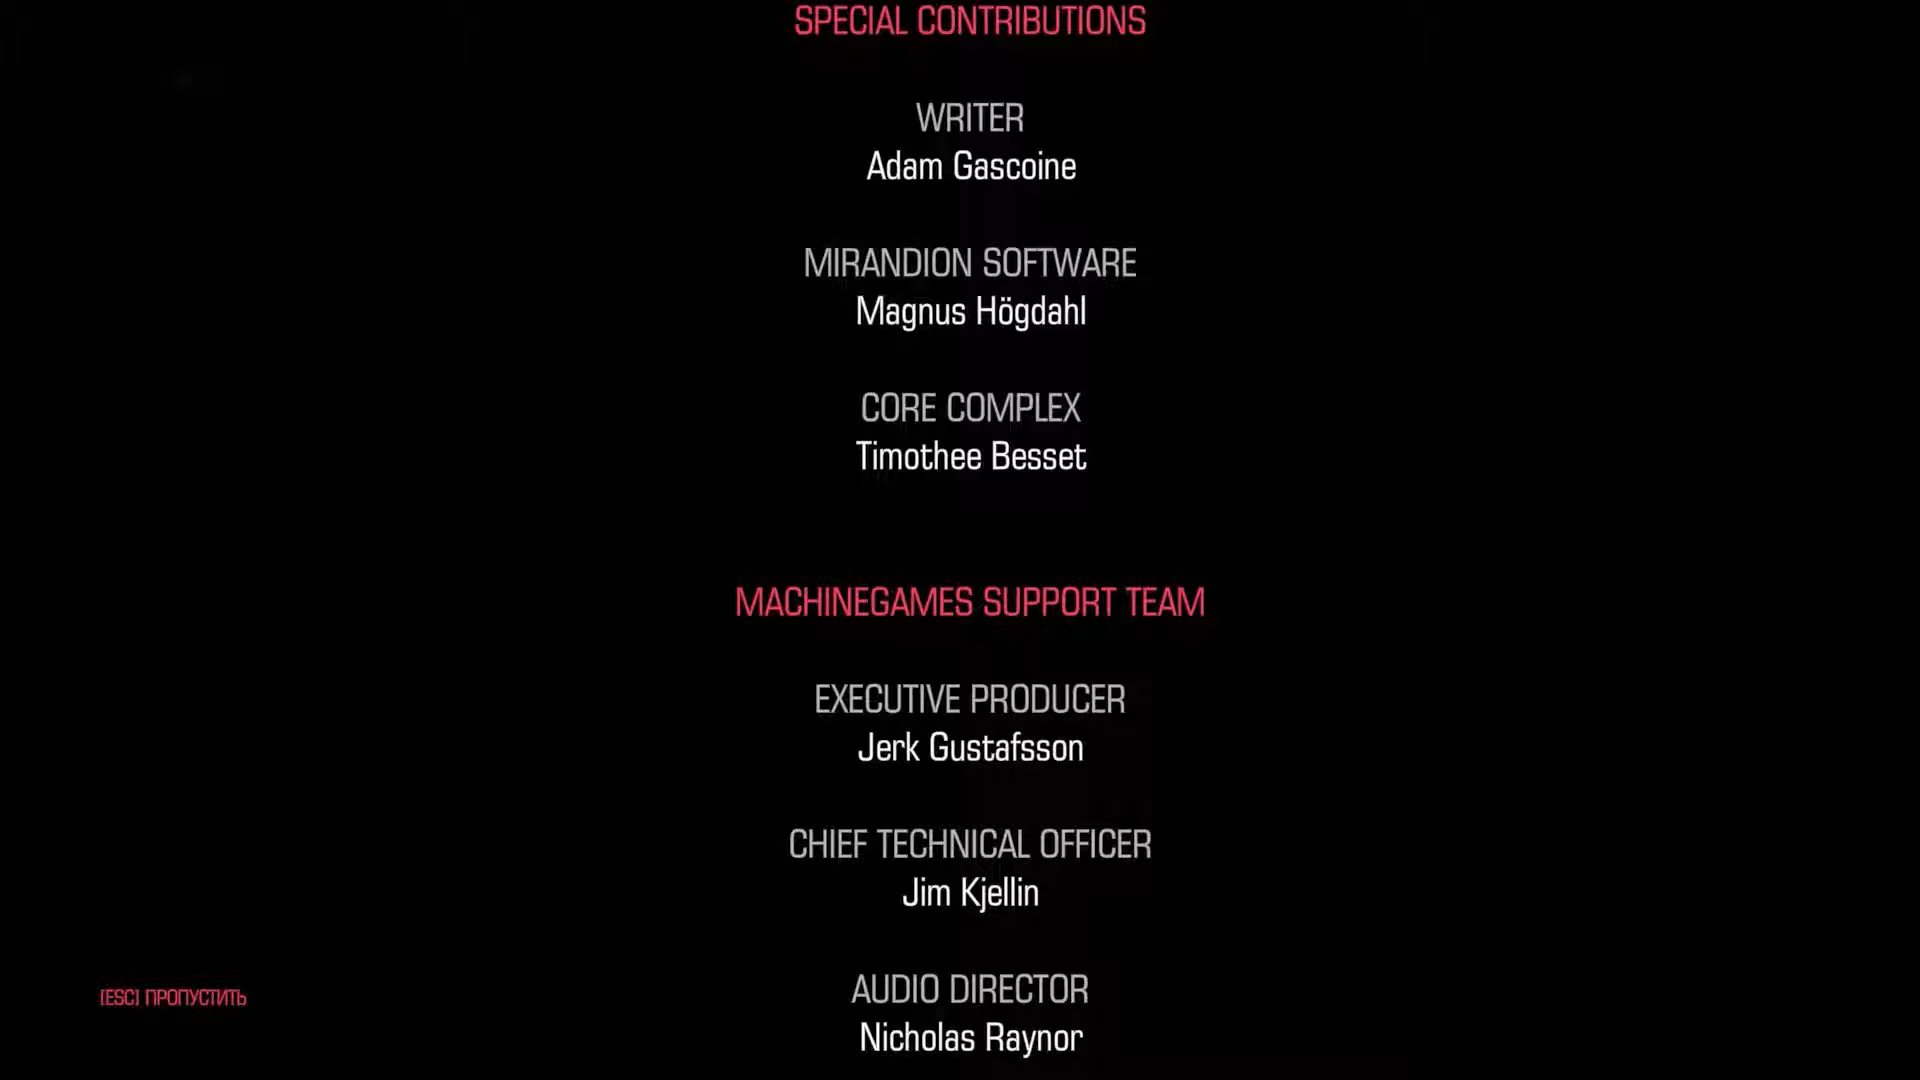 SPECIAL CONTRIBUTIONS
WRITER
Adam Gascoine
MIRANDION SOFTWARE
Magnus Högdahl
CORE COMPLEX
Timothee Besset
MACHINEGAMES SUPPORT TEAM
EXECUTIVE PRODUCER
Jerk Gustafsson
CHIEF TECHNICAL OFFICER
Jim Kjellin
AUDIO DIRECTOR
Nicholas Raynor
[ESC] ПРОПУСТИТЬ